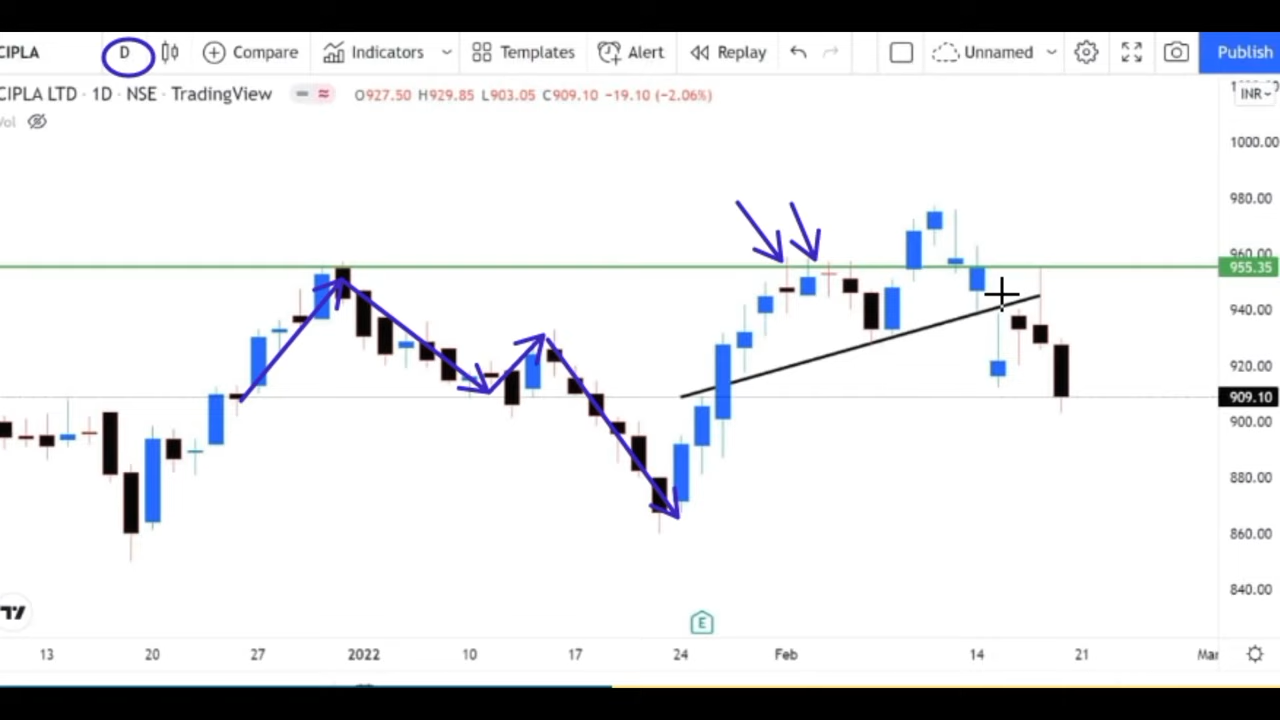 CIPLA D Compare Indicators Templates Alert Replay Unnamed Publish
CIPLA LTD · 1D · NSE · TradingView O927.50 H929.85 L903.05 C909.10 −19.10 (−2.06%) INR
Vol
1000.00
980.00
960.00
955.35
940.00
920.00
909.10
900.00
880.00
860.00
840.00
E
13 20 27 2022 10 17 24 Feb 14 21 Mar